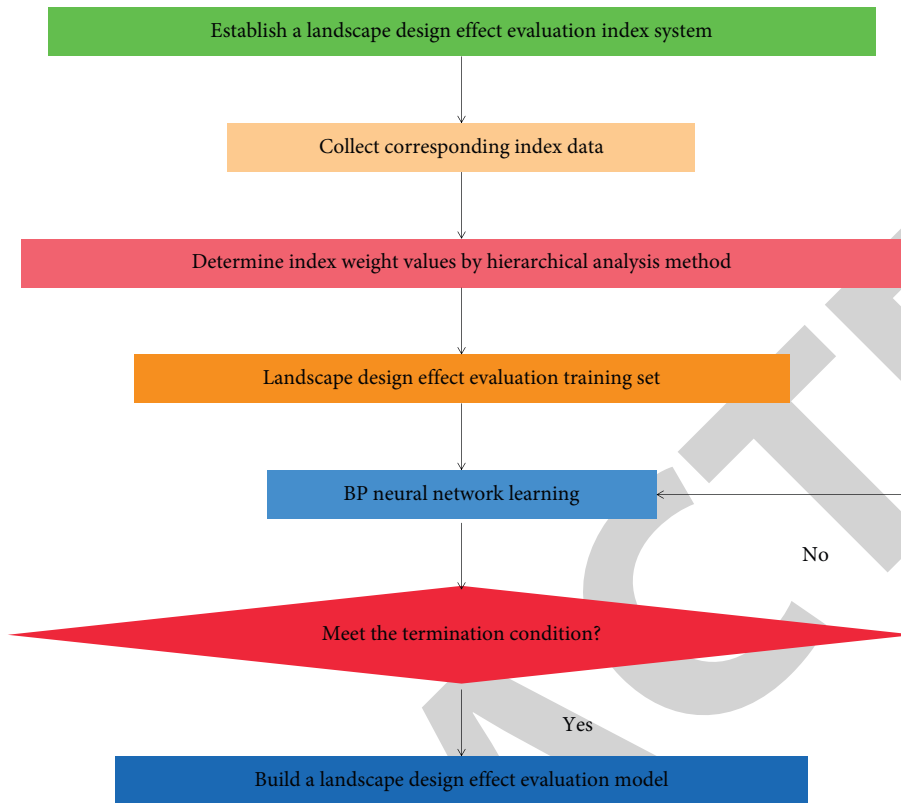 Establish a landscape design effect evaluation index system
Collect corresponding index data
Determine index weight values by hierarchical analysis method
Landscape design effect evaluation training set
BP neural network learning
No
Meet the termination condition?
Yes
Build a landscape design effect evaluation model